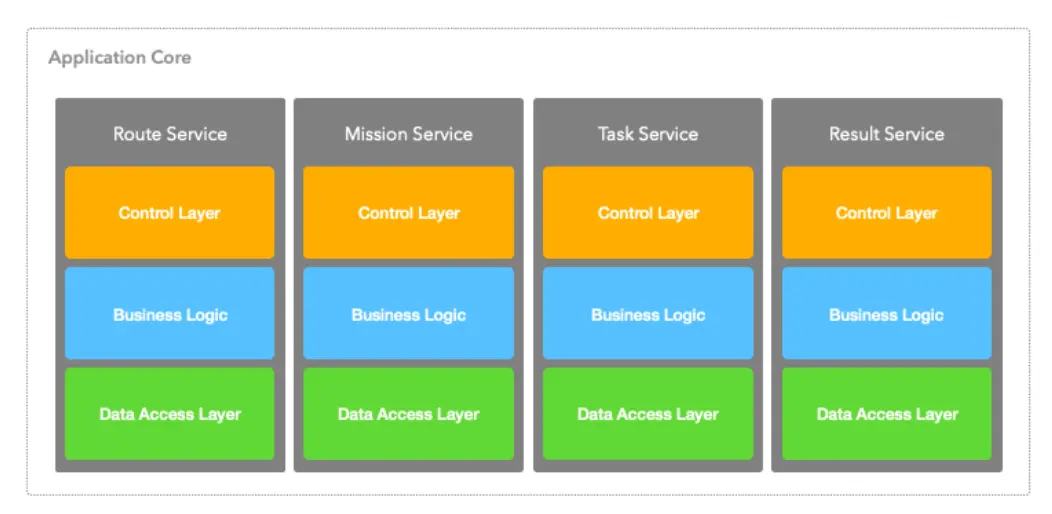 Application Core
Route Service
Mission Service
Task Service
Result Service
Control Layer
Control Layer
Control Layer
Control Layer
Business Logic
Business Logic
Business Logic
Business Logic
Data Access Layer
Data Access Layer
Data Access Layer
Data Access Layer